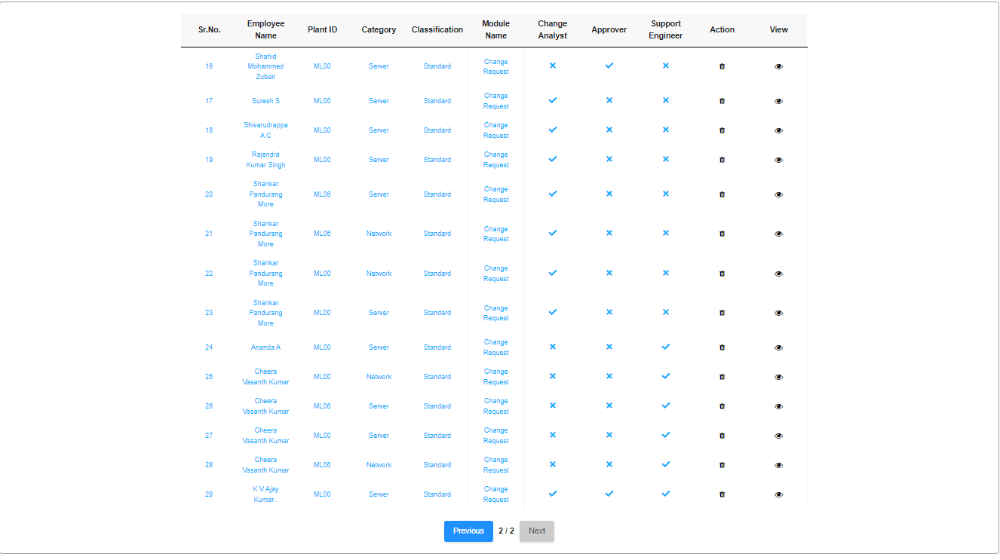 Sr.No. Employee Name Plant ID Category Classification Module Name Change Analyst Approver Support Engineer Action View
16 Shahid Mohammed Zubair ML00 Server Standard Change Request
17 Suresh S ML00 Server Standard Change Request
18 Shivarudrappa A C ML00 Server Standard Change Request
19 Rajendra Kumar Singh ML00 Server Standard Change Request
20 Shankar Pandurang More ML06 Server Standard Change Request
21 Shankar Pandurang More ML06 Network Standard Change Request
22 Shankar Pandurang More ML00 Network Standard Change Request
23 Shankar Pandurang More ML00 Server Standard Change Request
24 Ananda A ML00 Server Standard Change Request
25 Cheera Vasanth Kumar ML00 Network Standard Change Request
26 Cheera Vasanth Kumar ML06 Server Standard Change Request
27 Cheera Vasanth Kumar ML00 Server Standard Change Request
28 Cheera Vasanth Kumar ML06 Network Standard Change Request
29 K V Ajay Kumar . ML00 Server Standard Change Request
Previous 2 / 2 Next